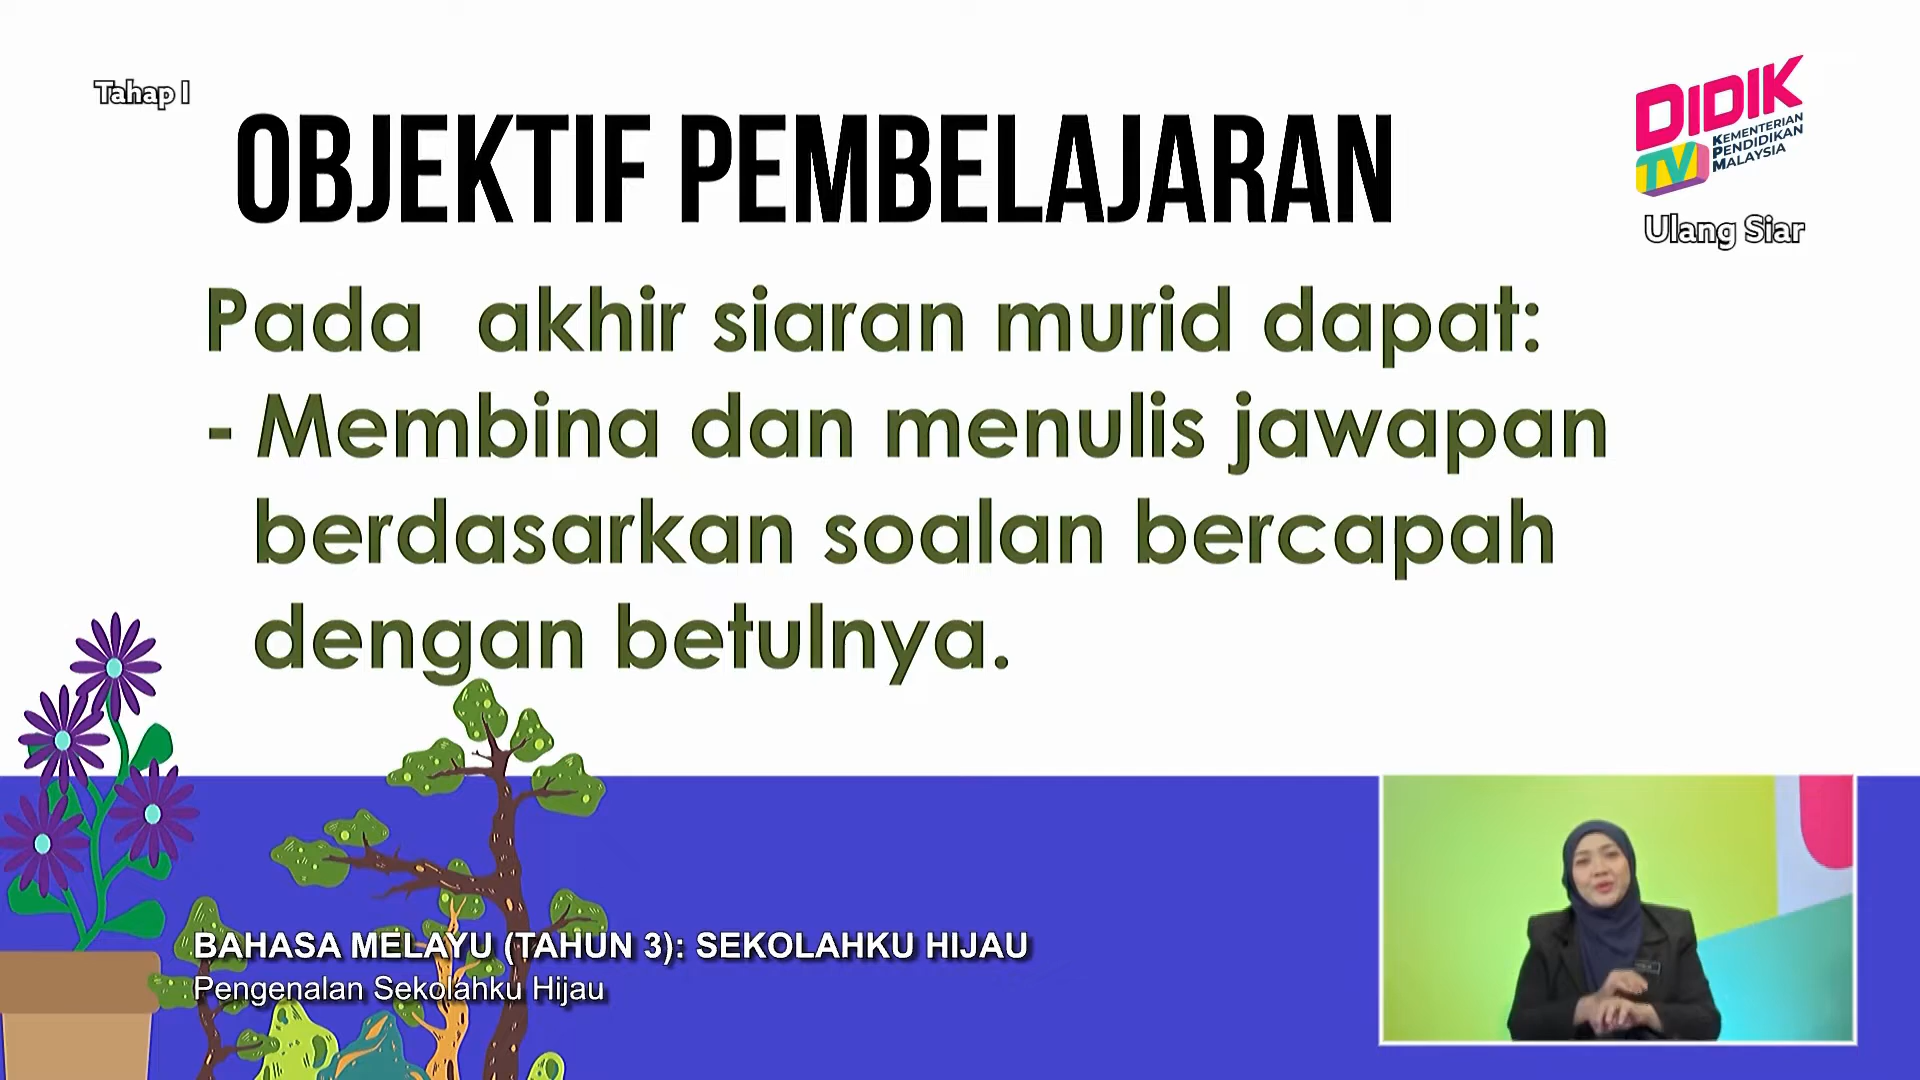 Tahap I
OBJEKTIF PEMBELAJARAN
DIDIK
TV
KEMENTERIAN
PENDIDIKAN
MALAYSIA
Ulang Siar
Pada akhir siaran murid dapat:
- Membina dan menulis jawapan
berdasarkan soalan bercapah
dengan betulnya.
BAHASA MELAYU (TAHUN 3): SEKOLAHKU HIJAU
Pengenalan Sekolahku Hijau